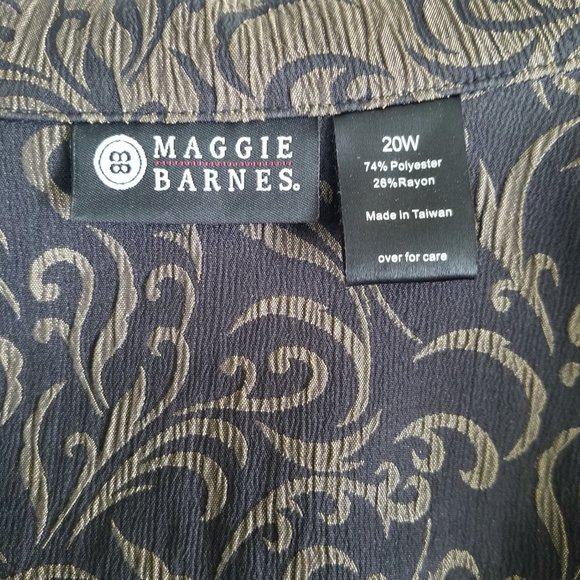 MAGGIE
BARNES®
20W
74% Polyester
26%Rayon
Made in Taiwan
over for care